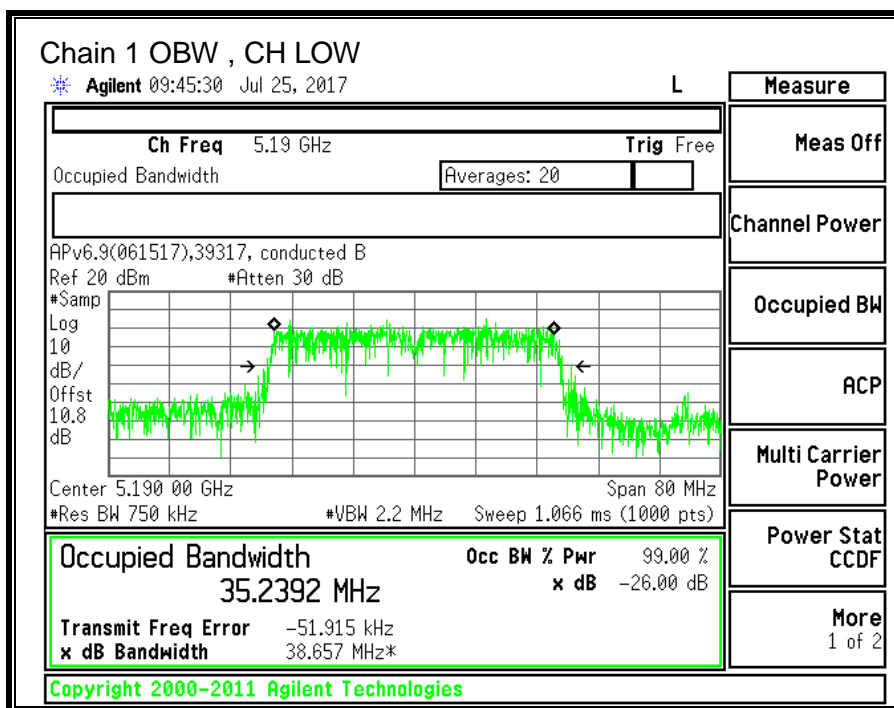 Chain 1 OBW , CH LOW
Agilent 09:45:30 Jul 25, 2017 L
Measure
Ch Freq 5.19 GHz Trig Free
Occupied Bandwidth Averages: 20
APv6.9(061517),39317, conducted B
Ref 20 dBm #Atten 30 dB
#Samp
Log
10
dB/
Offst
10.8
dB
Center 5.190 00 GHz Span 80 MHz
#Res BW 750 kHz #VBW 2.2 MHz Sweep 1.066 ms (1000 pts)
Occupied Bandwidth Occ BW % Pwr 99.00 %
35.2392 MHz x dB -26.00 dB
Transmit Freq Error -51.915 kHz
x dB Bandwidth 38.657 MHz*
Copyright 2000-2011 Agilent Technologies
Meas Off
Channel Power
Occupied BW
ACP
Multi Carrier
Power
Power Stat
CCDF
More
1 of 2